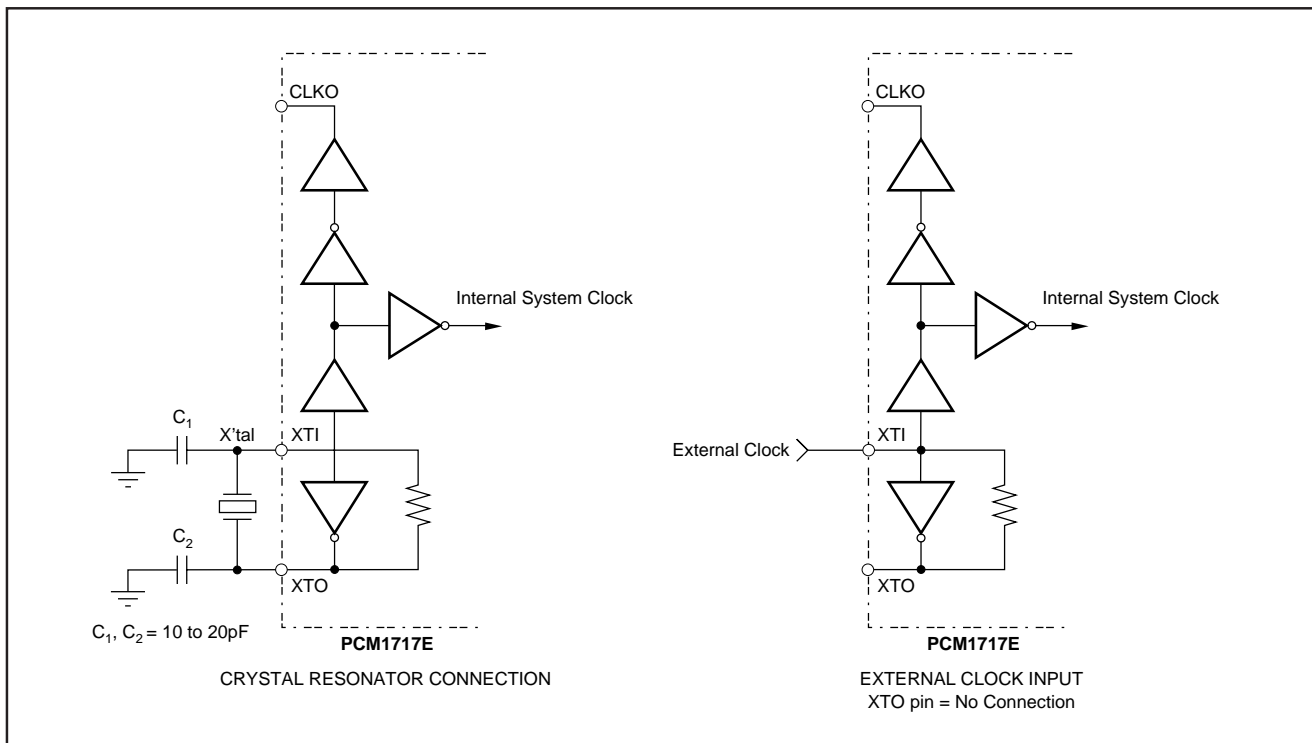 CLKO
Internal System Clock
C1
X'tal
XTI
C2
XTO
C1, C2 = 10 to 20pF
PCM1717E
CRYSTAL RESONATOR CONNECTION
CLKO
Internal System Clock
External Clock
XTI
XTO
PCM1717E
EXTERNAL CLOCK INPUT
XTO pin = No Connection